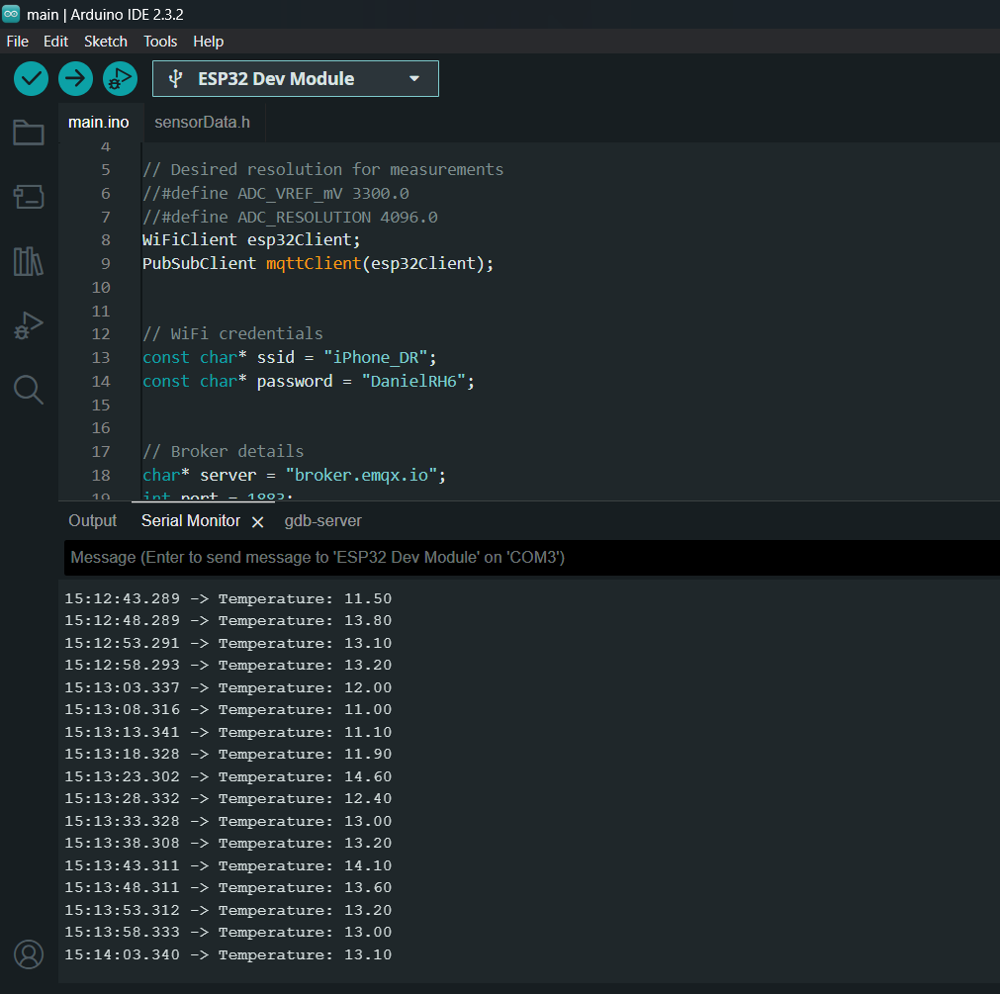 main | Arduino IDE 2.3.2
File Edit Sketch Tools Help
ESP32 Dev Module
main.ino sensorData.h
4
5 // Desired resolution for measurements
6 //#define ADC_VREF_mV 3300.0
7 //#define ADC_RESOLUTION 4096.0
8 WiFiClient esp32Client;
9 PubSubClient mqttClient(esp32Client);
10
11
12 // WiFi credentials
13 const char* ssid = "iPhone_DR";
14 const char* password = "DanielRH6";
15
16
17 // Broker details
18 char* server = "broker.emqx.io";
19 int port = 1883;
Output Serial Monitor gdb-server
Message (Enter to send message to 'ESP32 Dev Module' on 'COM3')
15:12:43.289 -> Temperature: 11.50
15:12:48.289 -> Temperature: 13.80
15:12:53.291 -> Temperature: 13.10
15:12:58.293 -> Temperature: 13.20
15:13:03.337 -> Temperature: 12.00
15:13:08.316 -> Temperature: 11.00
15:13:13.341 -> Temperature: 11.10
15:13:18.328 -> Temperature: 11.90
15:13:23.302 -> Temperature: 14.60
15:13:28.332 -> Temperature: 12.40
15:13:33.328 -> Temperature: 13.00
15:13:38.308 -> Temperature: 13.20
15:13:43.311 -> Temperature: 14.10
15:13:48.311 -> Temperature: 13.60
15:13:53.312 -> Temperature: 13.20
15:13:58.333 -> Temperature: 13.00
15:14:03.340 -> Temperature: 13.10